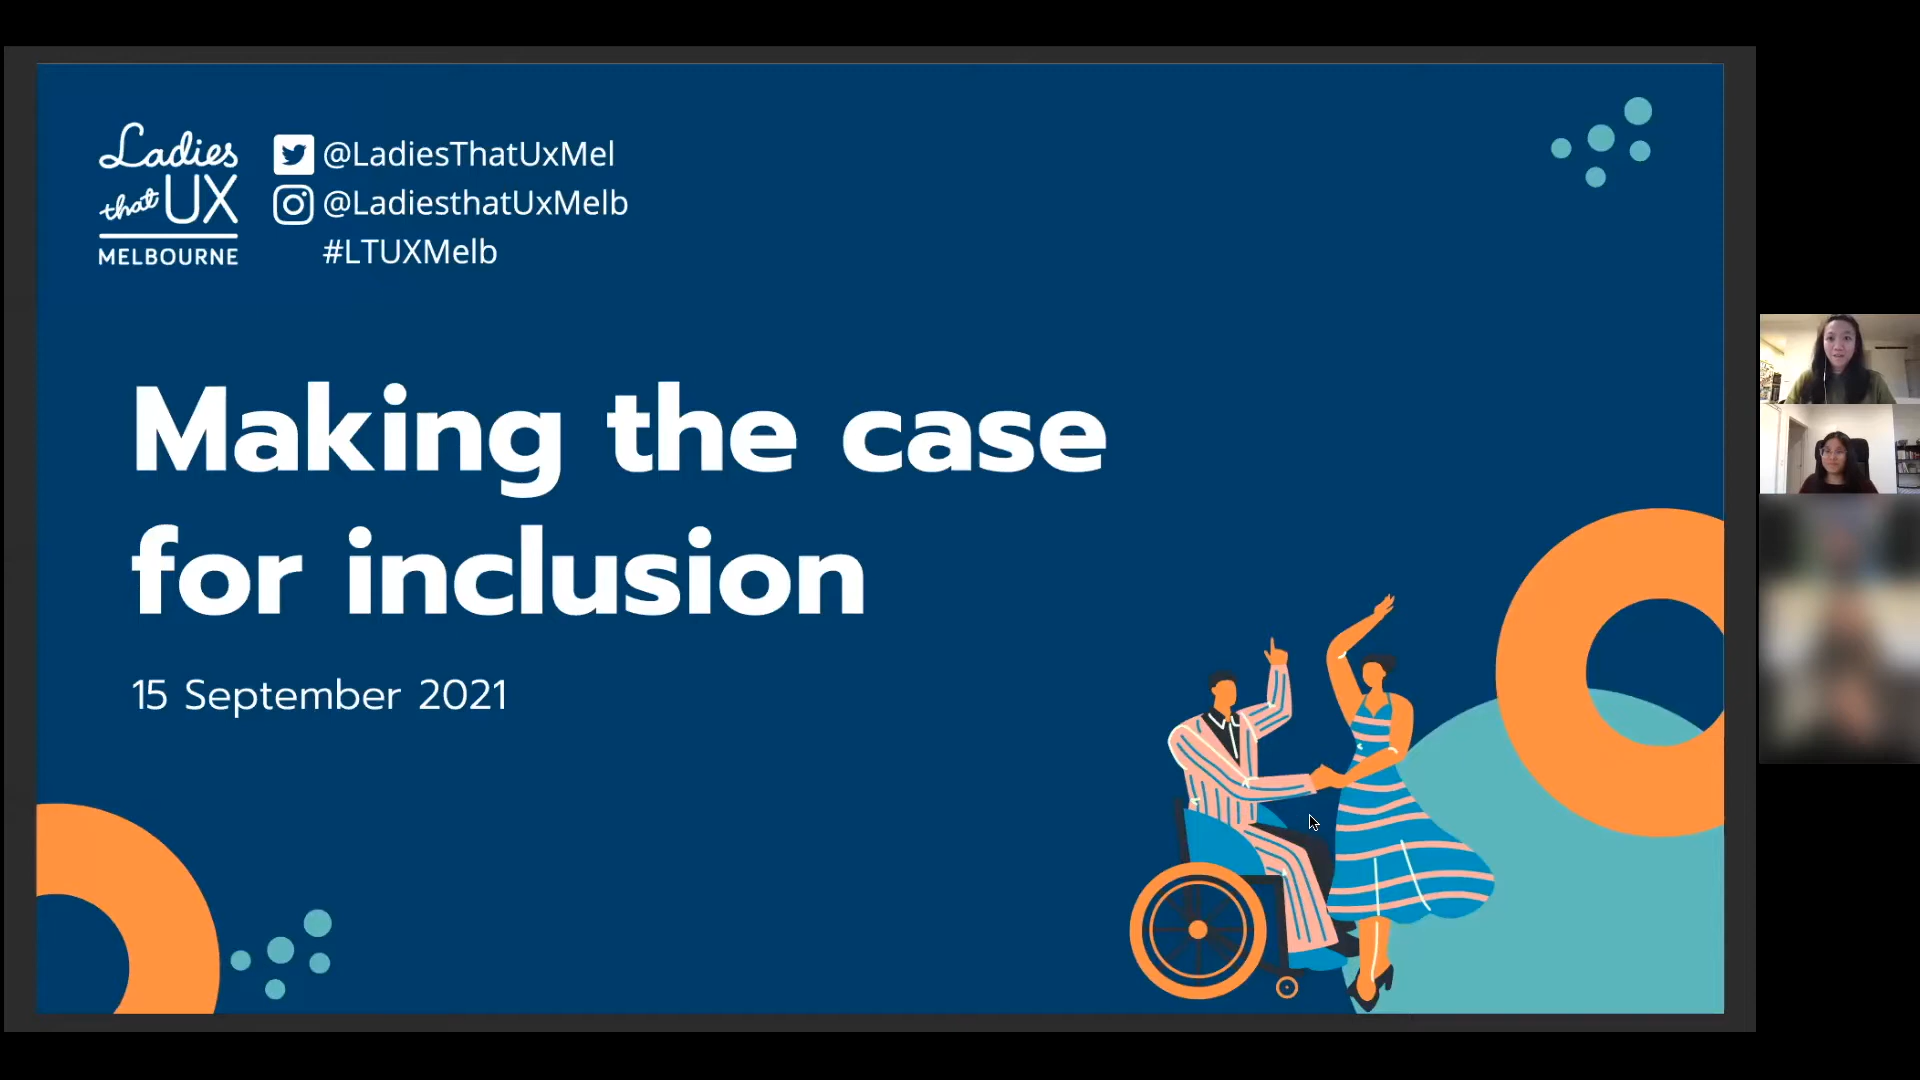 Ladies
that UX
MELBOURNE
@LadiesThatUxMel
@LadiesthatUxMelb
#LTUXMelb
Making the case
for inclusion
15 September 2021